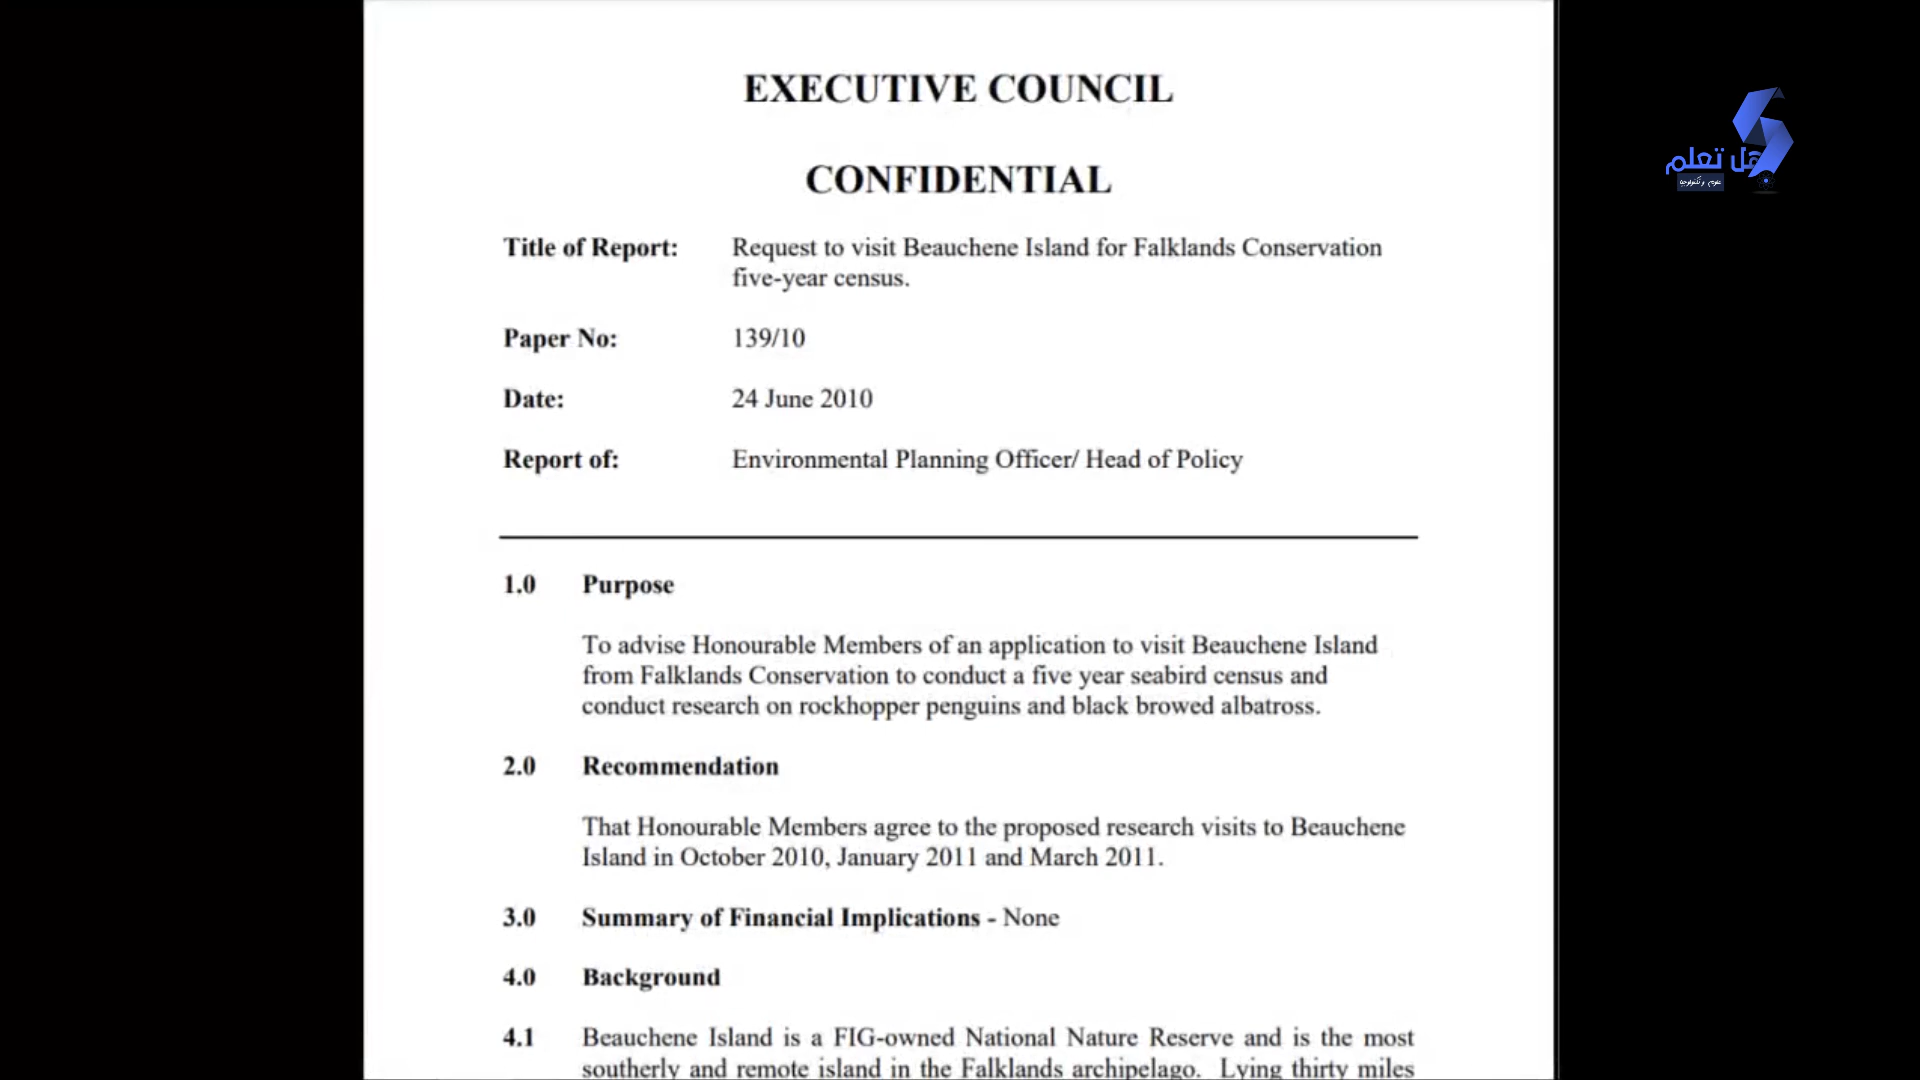 EXECUTIVE COUNCIL
CONFIDENTIAL
Title of Report: Request to visit Beauchene Island for Falklands Conservation
five-year census.
Paper No: 139/10
Date: 24 June 2010
Report of: Environmental Planning Officer/ Head of Policy
1.0 Purpose
To advise Honourable Members of an application to visit Beauchene Island
from Falklands Conservation to conduct a five year seabird census and
conduct research on rockhopper penguins and black browed albatross.
2.0 Recommendation
That Honourable Members agree to the proposed research visits to Beauchene
Island in October 2010, January 2011 and March 2011.
3.0 Summary of Financial Implications - None
4.0 Background
4.1 Beauchene Island is a FIG-owned National Nature Reserve and is the most
southerly and remote island in the Falklands archipelago. Lying thirty miles
هل تعلم
علوم و تكنولوجيا